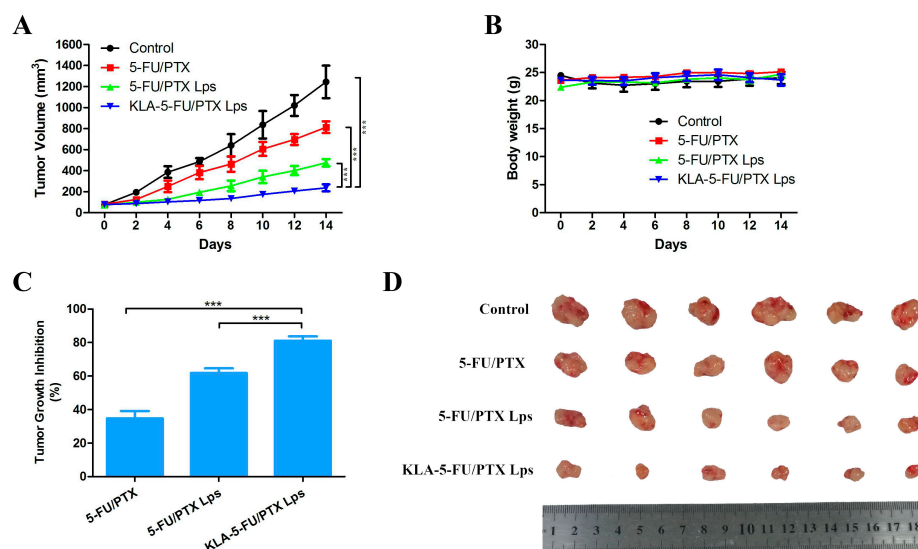 A
Tumor Volume (mm3)
1600
1400
1200
1000
800
600
400
200
0
Control
5-FU/PTX
5-FU/PTX Lps
KLA-5-FU/PTX Lps
***
***
***
0 2 4 6 8 10 12 14
Days
B
Body weight (g)
30
25
20
15
10
5
0
Control
5-FU/PTX
5-FU/PTX Lps
KLA-5-FU/PTX Lps
0 2 4 6 8 10 12 14
Days
C
Tumor Growth Inhibition
(%)
100
80
60
40
20
0
***
***
5-FU/PTX
5-FU/PTX Lps
KLA-5-FU/PTX Lps
D
Control
5-FU/PTX
5-FU/PTX Lps
KLA-5-FU/PTX Lps
1 2 3 4 5 6 7 8 9 10 11 12 13 14 15 16 17 18